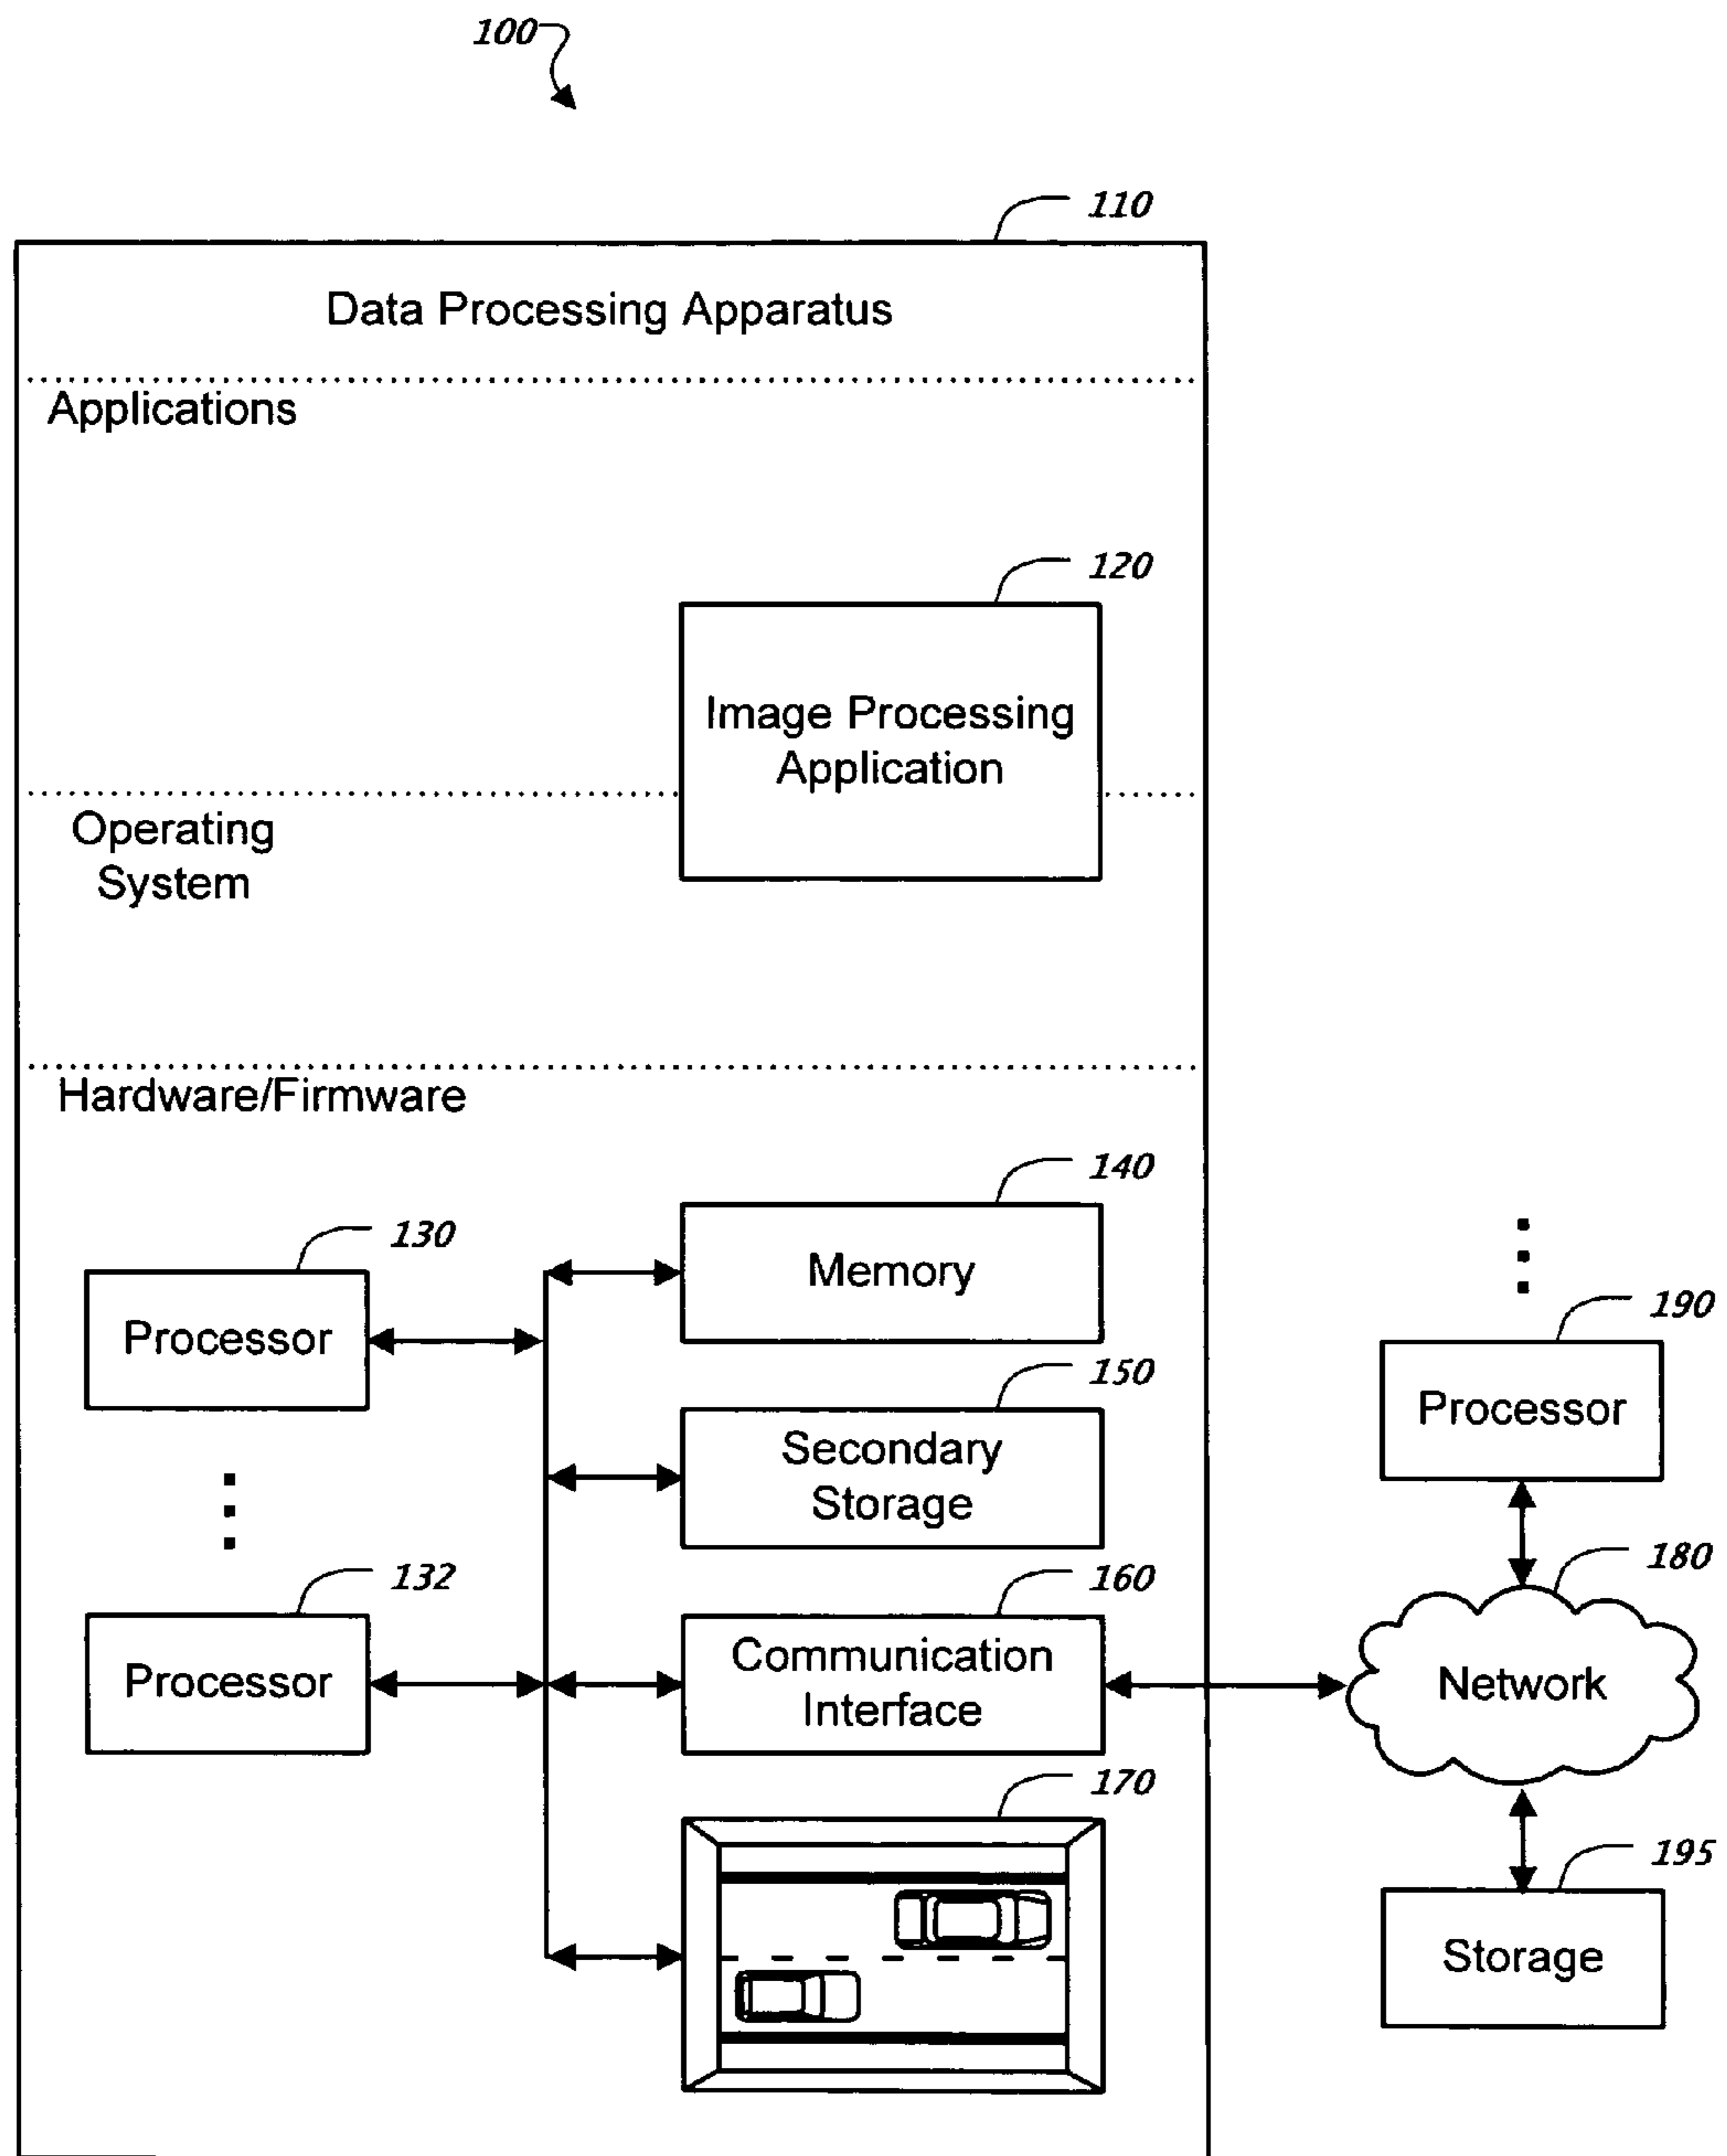 100
110
Data Processing Apparatus
Applications
120
Image Processing
Application
Operating
System
Hardware/Firmware
140
Memory
130
Processor
150
Secondary
Storage
132
Processor
160
Communication
Interface
170
190
Processor
180
Network
195
Storage